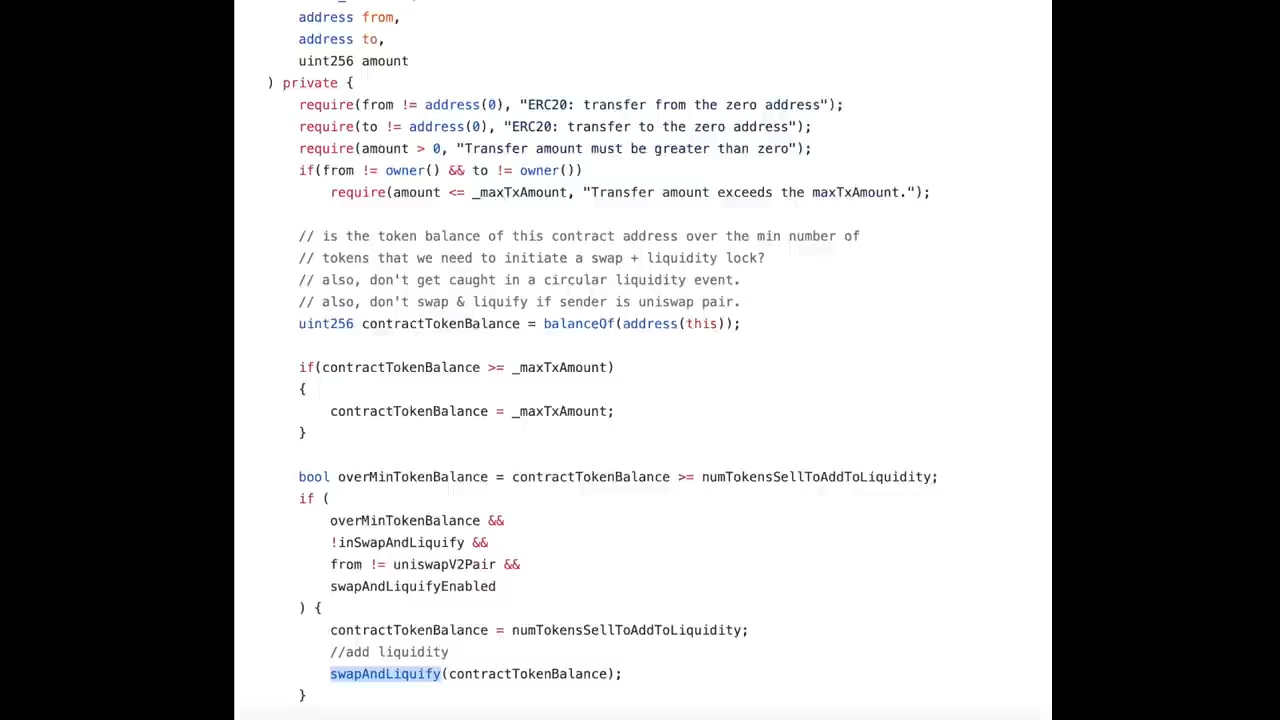 address from,
address to,
uint256 amount
) private {
require(from != address(0), "ERC20: transfer from the zero address");
require(to != address(0), "ERC20: transfer to the zero address");
require(amount > 0, "Transfer amount must be greater than zero");
if(from != owner() && to != owner())
require(amount <= _maxTxAmount, "Transfer amount exceeds the maxTxAmount.");
// is the token balance of this contract address over the min number of
// tokens that we need to initiate a swap + liquidity lock?
// also, don't get caught in a circular liquidity event.
// also, don't swap & liquify if sender is uniswap pair.
uint256 contractTokenBalance = balanceOf(address(this));
if(contractTokenBalance >= _maxTxAmount)
{
contractTokenBalance = _maxTxAmount;
}
bool overMinTokenBalance = contractTokenBalance >= numTokensSellToAddToLiquidity;
if (
overMinTokenBalance &&
!inSwapAndLiquify &&
from != uniswapV2Pair &&
swapAndLiquifyEnabled
) {
contractTokenBalance = numTokensSellToAddToLiquidity;
//add liquidity
swapAndLiquify(contractTokenBalance);
}